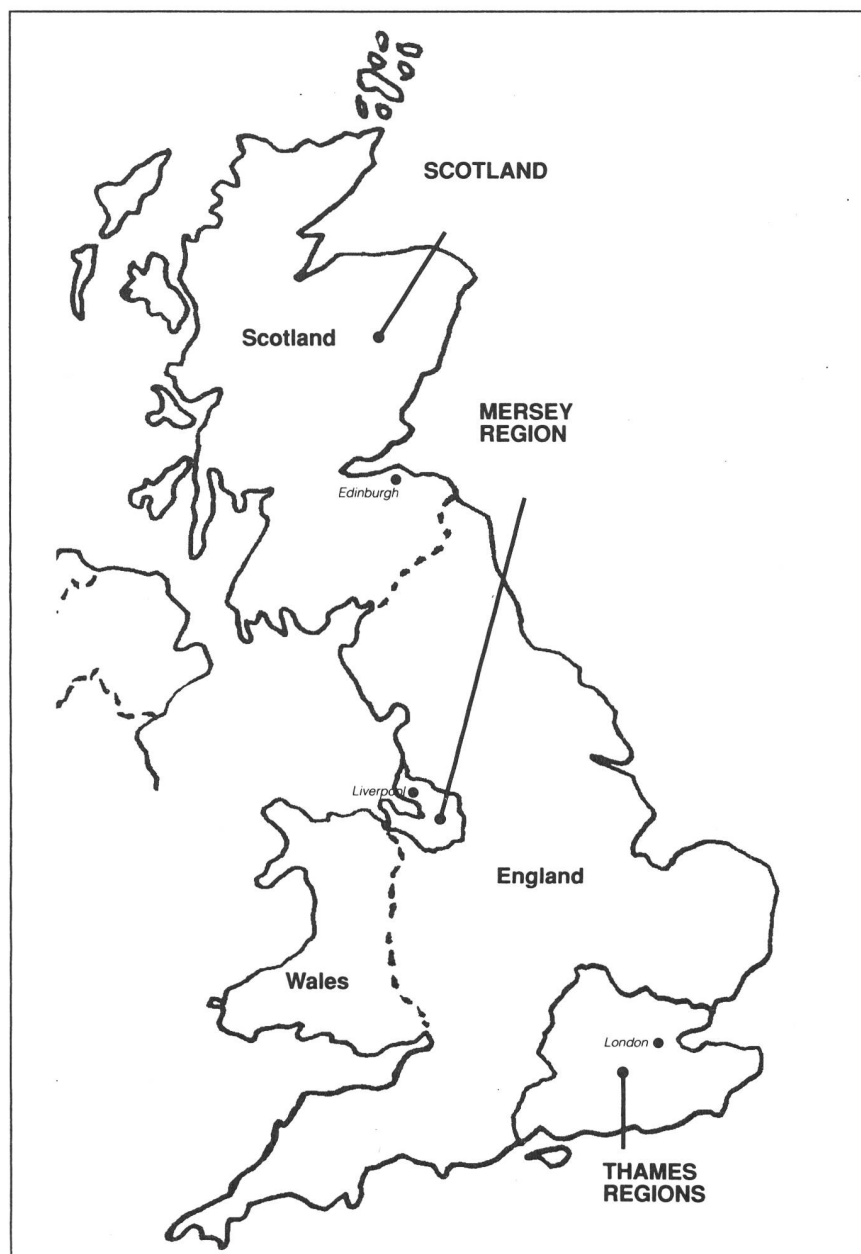 SCOTLAND
Scotland
MERSEY
REGION
Edinburgh
Liverpool
England
Wales
London
THAMES
REGIONS